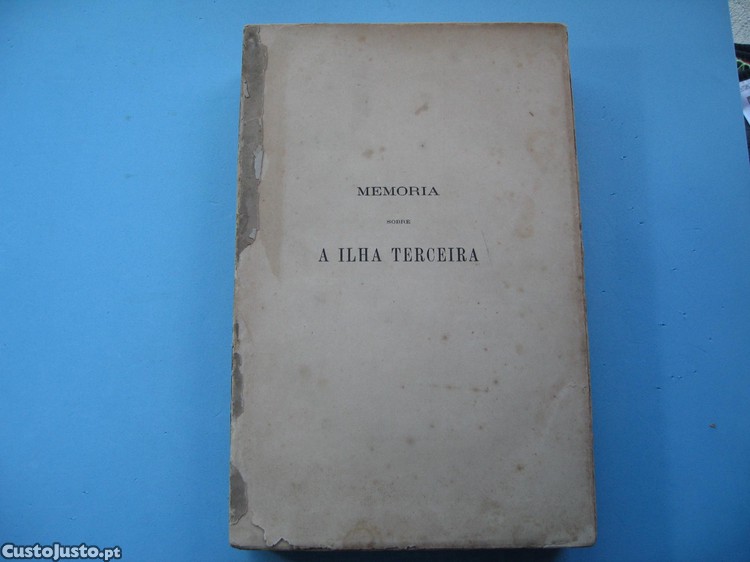 MEMORIA
SOBRE
A ILHA TERCEIRA
CustoJusto.pt